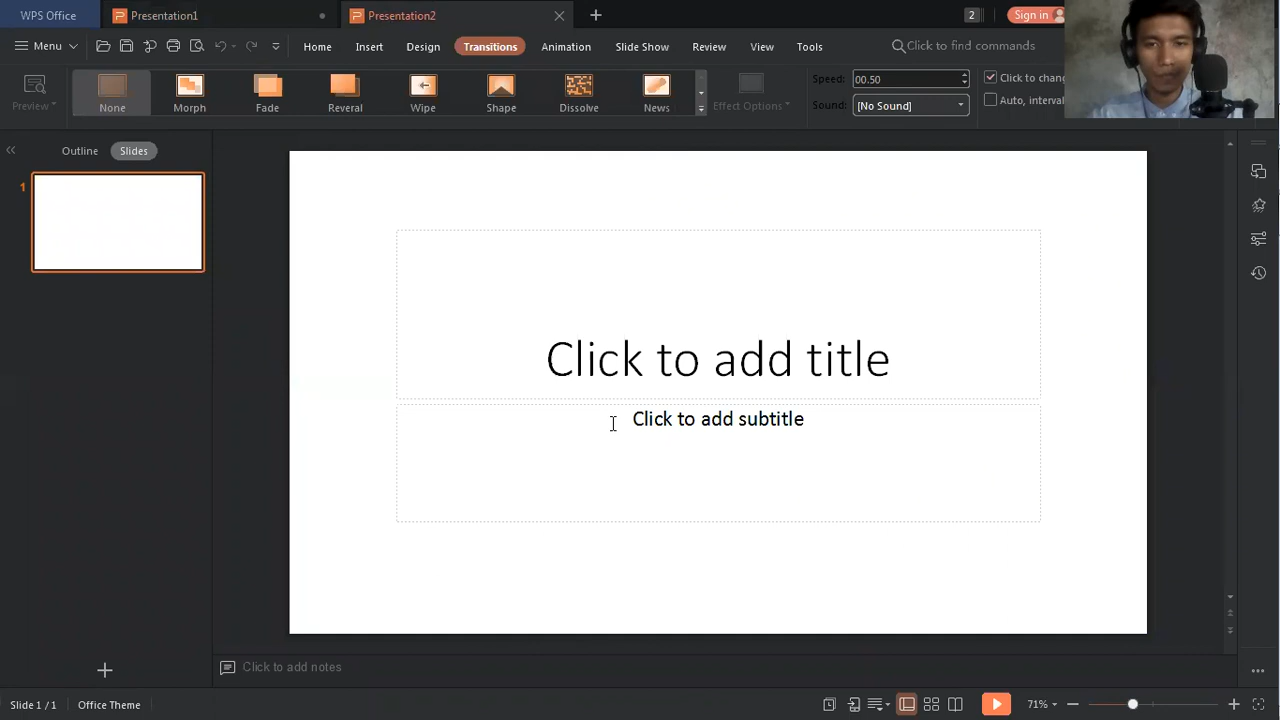 WPS Office Presentation1 Presentation2 2 Sign in
Menu Home Insert Design Transitions Animation Slide Show Review View Tools Click to find commands
Preview None Morph Fade Reveral Wipe Shape Dissolve News Effect Options Speed: 00.50 Click to chang
Sound: [No Sound] Auto, interval
Outline Slides
1
Click to add title
Click to add subtitle
Click to add notes
Slide 1 / 1 Office Theme 71%